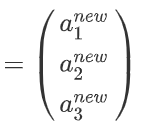 = ( a_1^{new}
a_2^{new}
a_3^{new} )